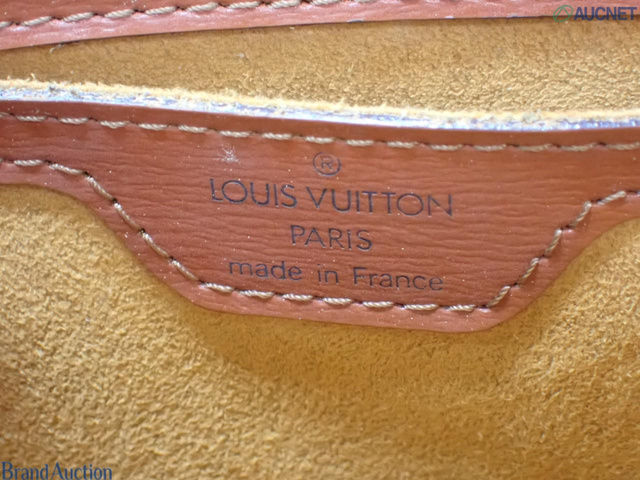 AUCNET
®
LOUIS VUITTON
PARIS
made in France
Brand Auction